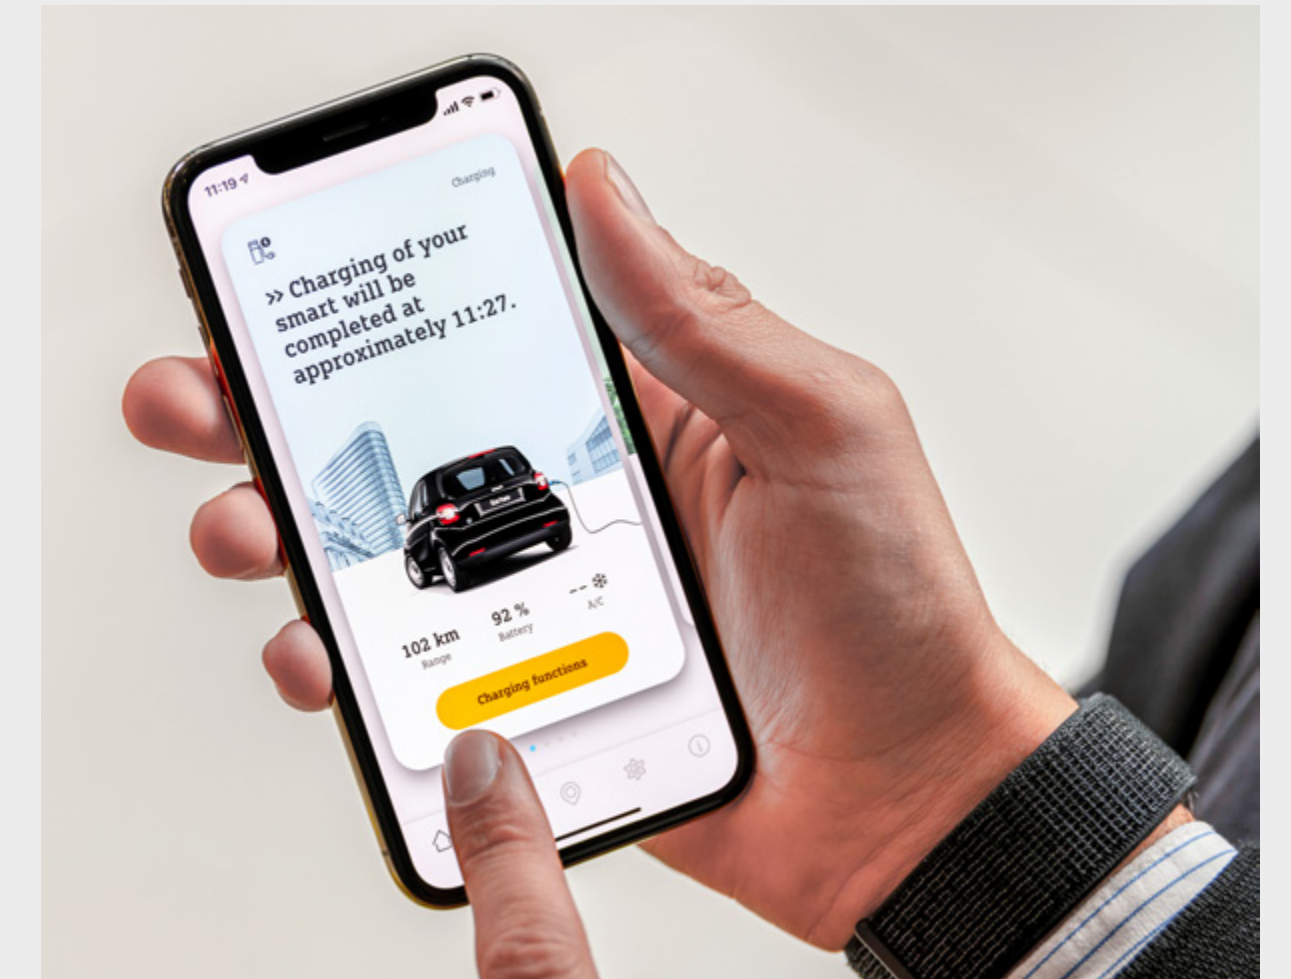 11:19
Charging
>> Charging of your
smart will be
completed at
approximately 11:27.
102 km
Range
92 %
Battery
--
A/C
Charging functions